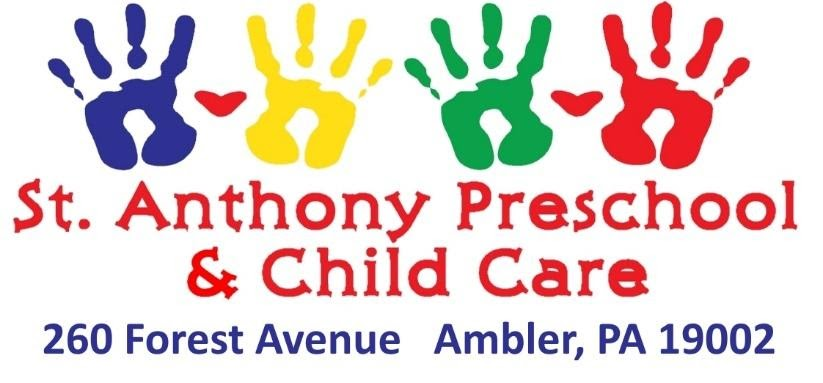 St. Anthony Preschool
& Child Care
260 Forest Avenue Ambler, PA 19002